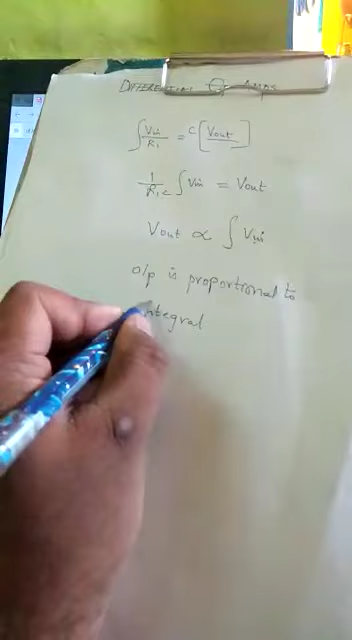 DIFFERENTIAL OP AMPS
∫ Vin/R1 = C [Vout]
1/R1C ∫ Vin = Vout
Vout ∝ ∫ Vin
o/p is proportional to
integral